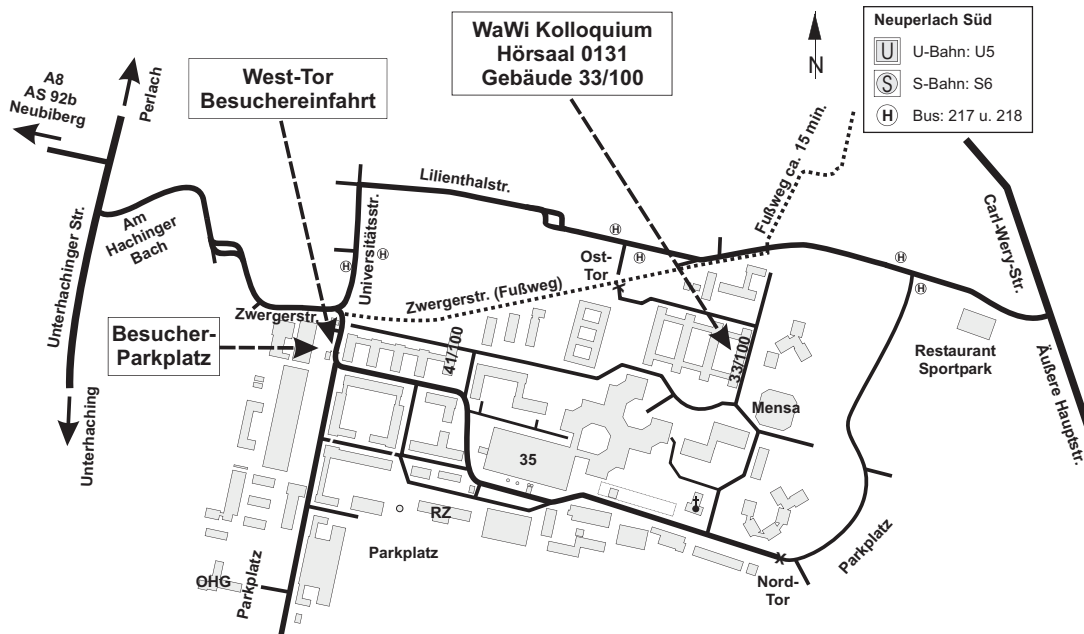 WaWi Kolloquium
Hörsaal 0131
Gebäude 33/100
N
Neuperlach Süd
U
U-Bahn: U5
S
S-Bahn: S6
H
Bus: 217 u. 218
West-Tor
Besuchereinfahrt
A8
AS 92b
Neubiberg
Perlach
Fußweg ca. 15 min.
Lilienthalstr.
Am
Hachinger
Bach
Universitätsstr.
H
H
H
H
H
Ost-
Tor
Carl-Wery-Str.
Unterhachinger Str.
Zwergerstr. (Fußweg)
Zwergerstr.
Besucher-
Parkplatz
41/100
33/100
Restaurant
Sportpark
Äußere Hauptstr.
Mensa
Unterhaching
35
RZ
Parkplatz
Parkplatz
X
Nord-
Tor
OHG
Parkplatz